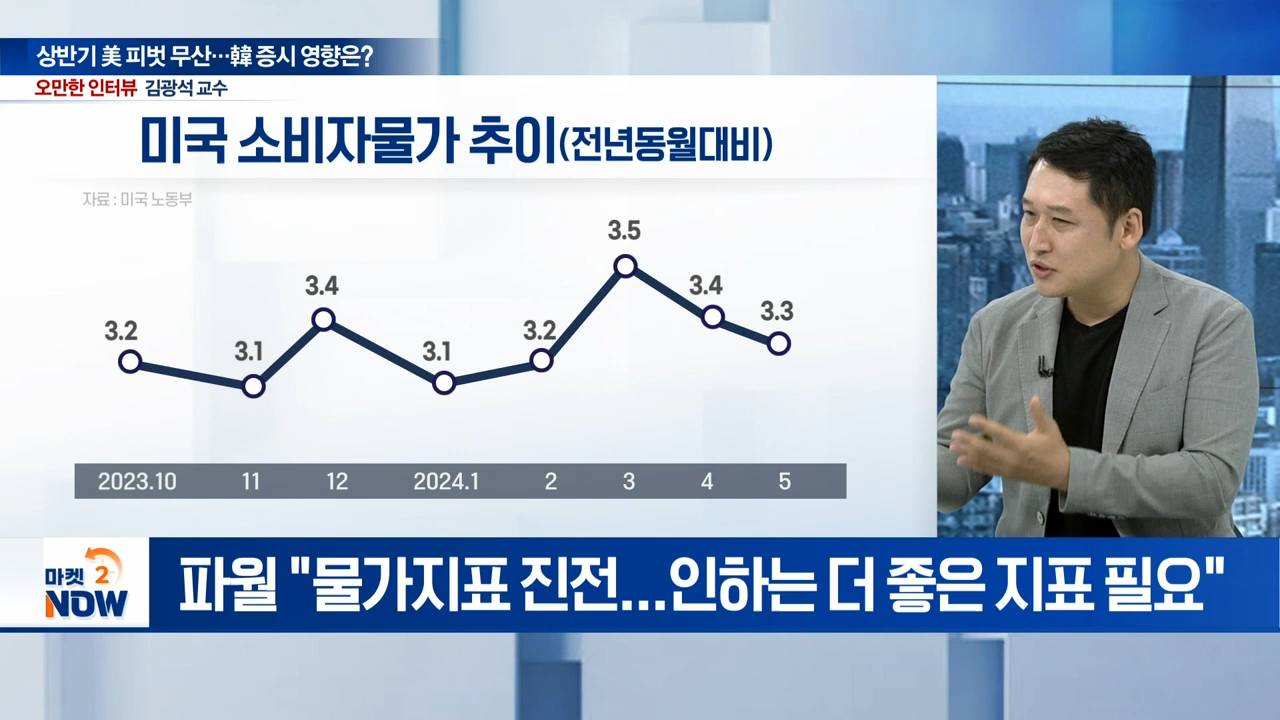 상반기 美 피벗 무산…韓 증시 영향은?
오만한 인터뷰 김광석 교수
미국 소비자물가 추이(전년동월대비)
자료 : 미국 노동부
3.2 3.1 3.4 3.1 3.2 3.5 3.4 3.3
2023.10 11 12 2024.1 2 3 4 5
마켓 2
NOW
파월 "물가지표 진전...인하는 더 좋은 지표 필요"